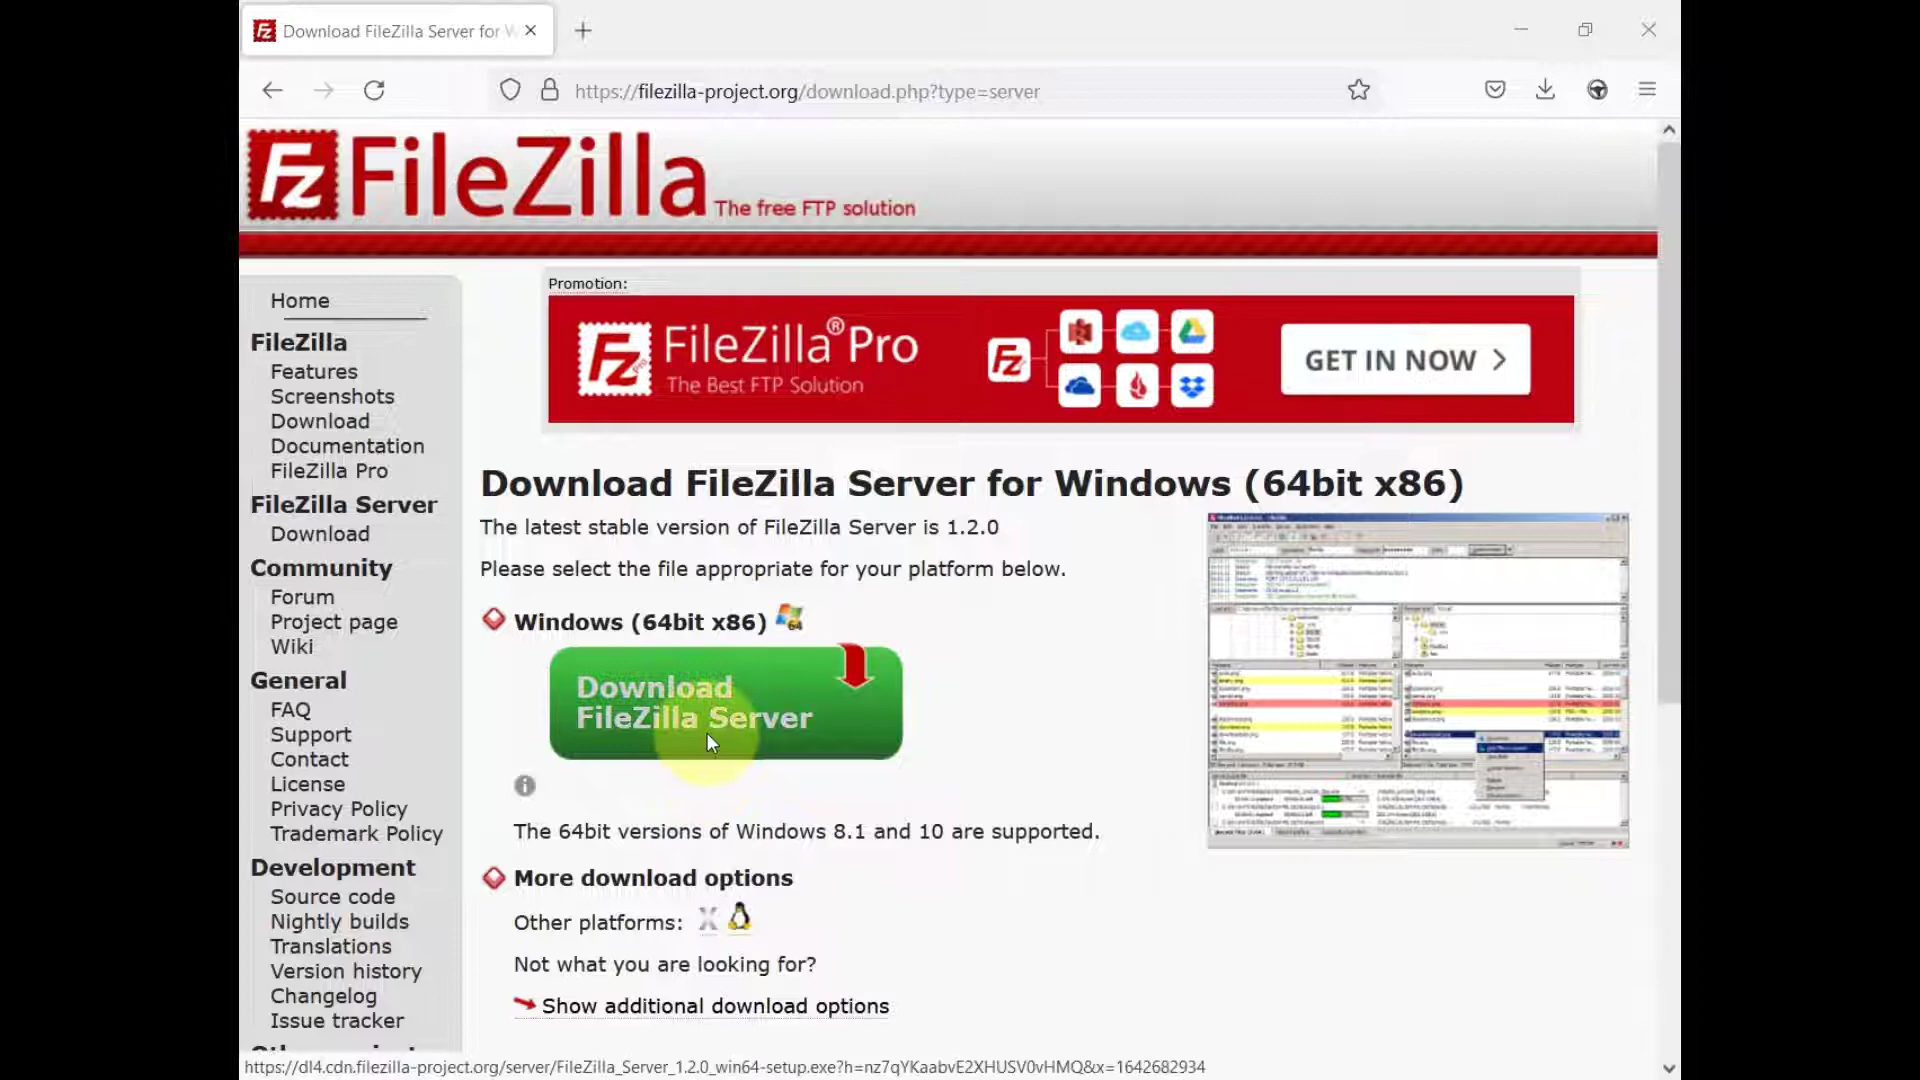 Download FileZilla Server for W
https://filezilla-project.org/download.php?type=server
Fz FileZilla The free FTP solution
Home
FileZilla
Features
Screenshots
Download
Documentation
FileZilla Pro
FileZilla Server
Download
Community
Forum
Project page
Wiki
General
FAQ
Support
Contact
License
Privacy Policy
Trademark Policy
Development
Source code
Nightly builds
Translations
Version history
Changelog
Issue tracker
Promotion:
Fz Pro FileZilla® Pro
The Best FTP Solution
Fz
GET IN NOW
Download FileZilla Server for Windows (64bit x86)
The latest stable version of FileZilla Server is 1.2.0
Please select the file appropriate for your platform below.
Windows (64bit x86) 64
Download
FileZilla Server
i
The 64bit versions of Windows 8.1 and 10 are supported.
More download options
Other platforms: X
Not what you are looking for?
Show additional download options
https://dl4.cdn.filezilla-project.org/server/FileZilla_Server_1.2.0_win64-setup.exe?h=nz7qYKaabvE2XHUSV0vHMQ&x=1642682934